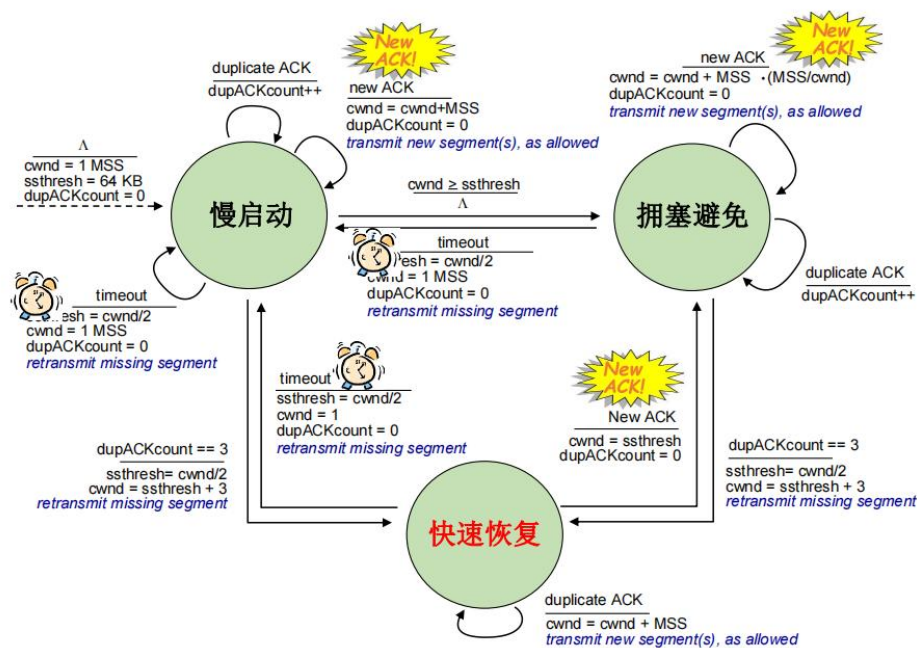 New
ACK!
duplicate ACK
dupACKcount++
new ACK
cwnd = cwnd+MSS
dupACKcount = 0
transmit new segment(s), as allowed
New
ACK!
new ACK
cwnd = cwnd + MSS ·(MSS/cwnd)
dupACKcount = 0
transmit new segment(s), as allowed
Λ
cwnd = 1 MSS
ssthresh = 64 KB
dupACKcount = 0
慢启动
cwnd ≥ ssthresh
Λ
拥塞避免
timeout
= cwnd/2
cwnd = 1 MSS
dupACKcount = 0
retransmit missing segment
duplicate ACK
dupACKcount++
timeout
= cwnd/2
cwnd = 1 MSS
dupACKcount = 0
retransmit missing segment
timeout
ssthresh = cwnd/2
cwnd = 1
dupACKcount = 0
retransmit missing segment
New
ACK!
New ACK
cwnd = ssthresh
dupACKcount = 0
dupACKcount == 3
ssthresh= cwnd/2
cwnd = ssthresh + 3
retransmit missing segment
dupACKcount == 3
ssthresh= cwnd/2
cwnd = ssthresh + 3
retransmit missing segment
快速恢复
duplicate ACK
cwnd = cwnd + MSS
transmit new segment(s), as allowed